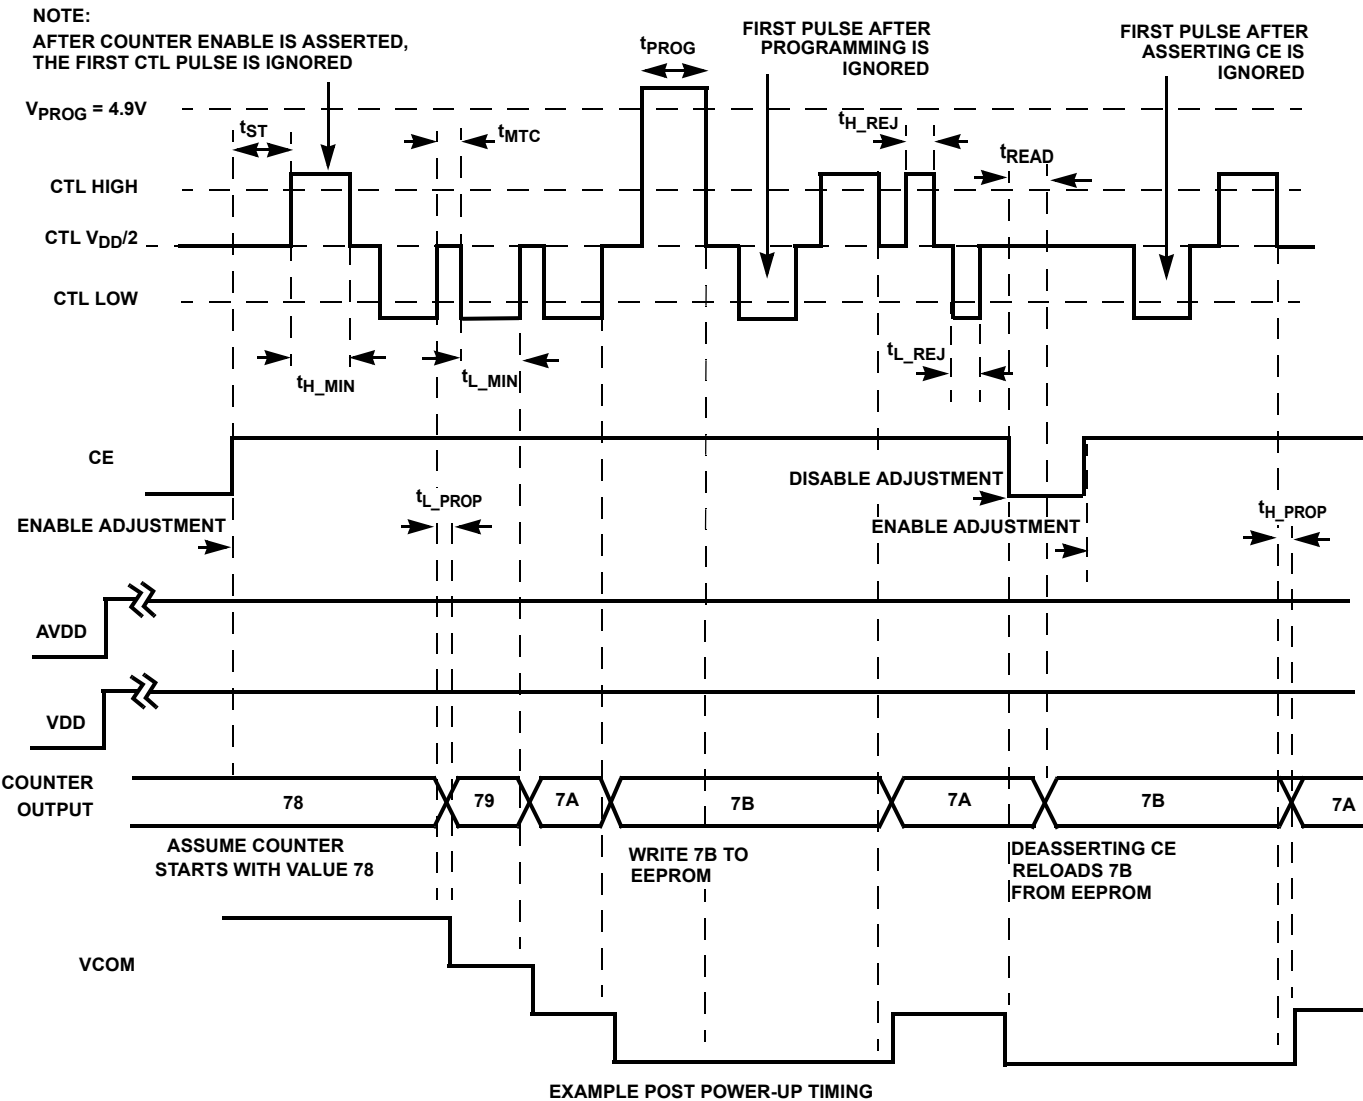 NOTE:
AFTER COUNTER ENABLE IS ASSERTED,
THE FIRST CTL PULSE IS IGNORED
tPROG
FIRST PULSE AFTER
PROGRAMMING IS
IGNORED
FIRST PULSE AFTER
ASSERTING CE IS
IGNORED
VPROG = 4.9V
tST
tMTC
tH_REJ
tREAD
CTL HIGH
CTL VDD/2
CTL LOW
tH_MIN
tL_MIN
tL_REJ
CE
DISABLE ADJUSTMENT
tL_PROP
tH_PROP
ENABLE ADJUSTMENT
ENABLE ADJUSTMENT
AVDD
VDD
COUNTER
OUTPUT
78
79
7A
7B
7A
7B
7A
ASSUME COUNTER
STARTS WITH VALUE 78
WRITE 7B TO
EEPROM
DEASSERTING CE
RELOADS 7B
FROM EEPROM
VCOM
EXAMPLE POST POWER-UP TIMING